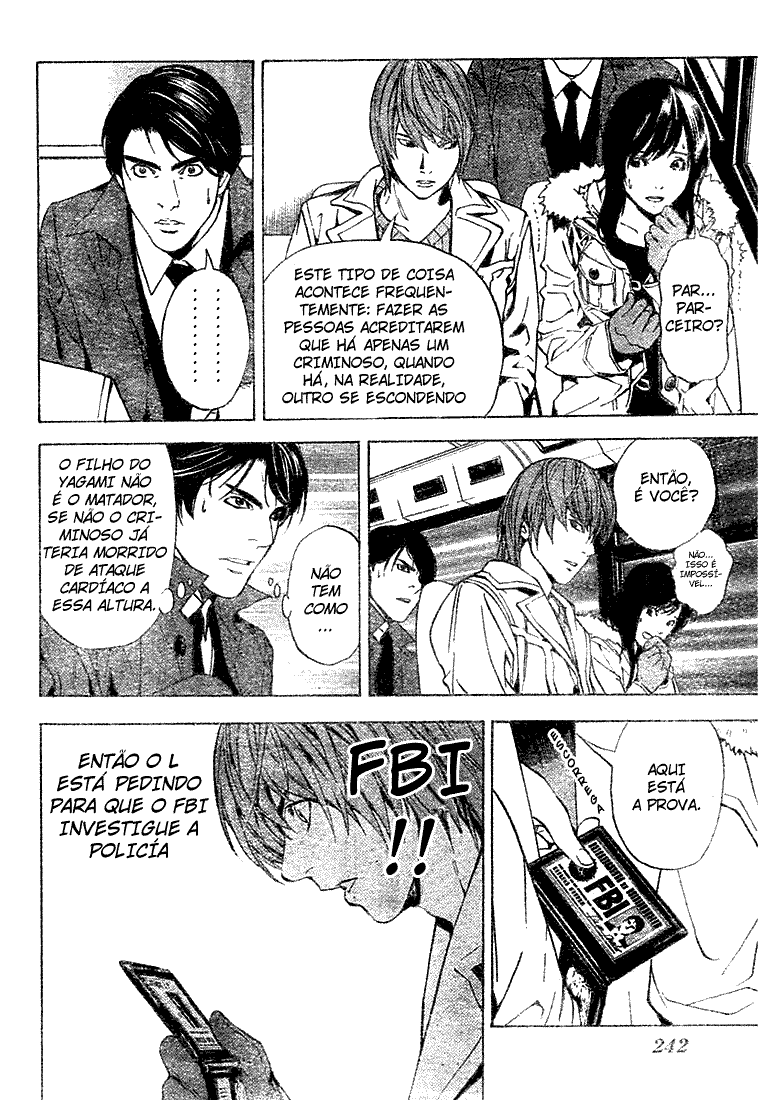 PAR...
PAR-
CEIRO?
ESTE TIPO DE COISA
ACONTECE FREQUEN-
TEMENTE: FAZER AS
PESSOAS ACREDITAREM
QUE HÁ APENAS UM
CRIMINOSO, QUANDO
HÁ, NA REALIDADE,
OUTRO SE ESCONDENDO
.........
ENTÃO,
É VOCÊ?
NÃO...
ISSO É
IMPOSSÍ-
VEL...
NÃO
TEM
COMO
...
O FILHO DO
YAGAMI NÃO
É O MATADOR,
SE NÃO O CRI-
MINOSO JÁ
TERIA MORRIDO
DE ATAQUE
CARDÍACO A
ESSA ALTURA.
AQUI
ESTÁ
A PROVA.
ESCORREGA
FBI
FBI
!!
ENTÃO O L
ESTÁ PEDINDO
PARA QUE O FBI
INVESTIGUE A
POLICÍA
242